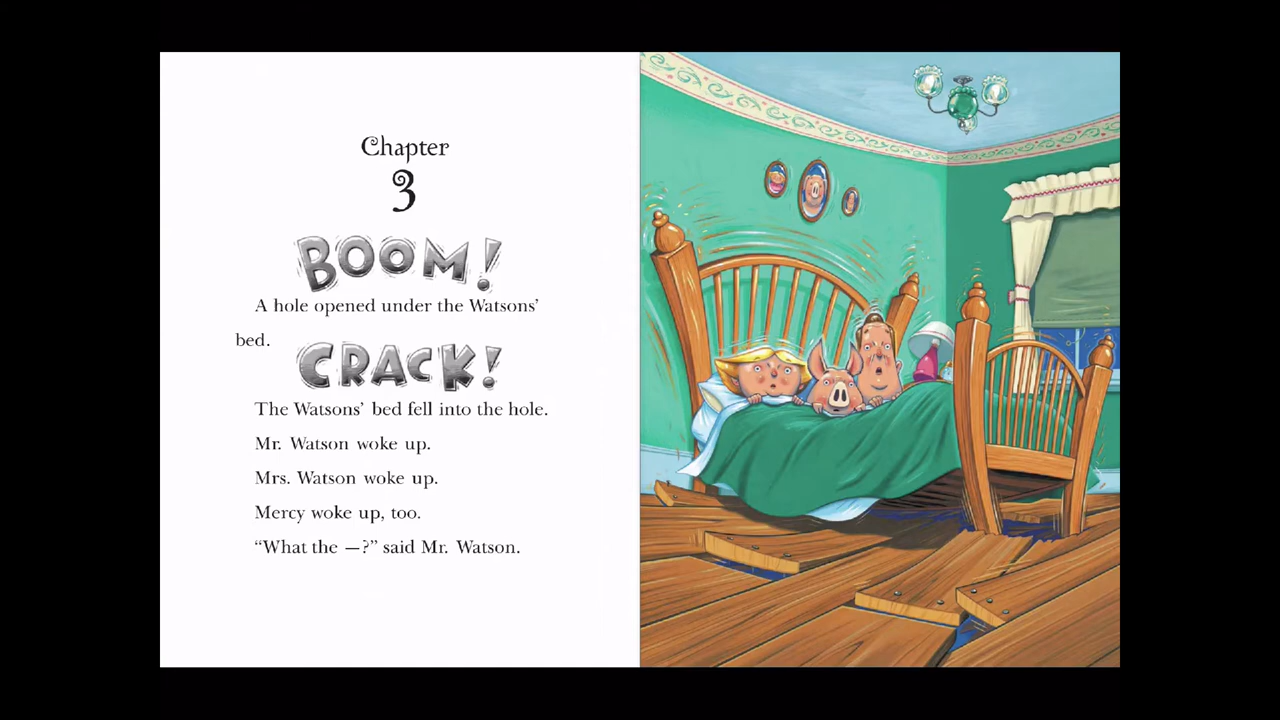 Chapter
3
BOOM!
A hole opened under the Watsons’
bed.
CRACK!
The Watsons’ bed fell into the hole.
Mr. Watson woke up.
Mrs. Watson woke up.
Mercy woke up, too.
“What the —?” said Mr. Watson.